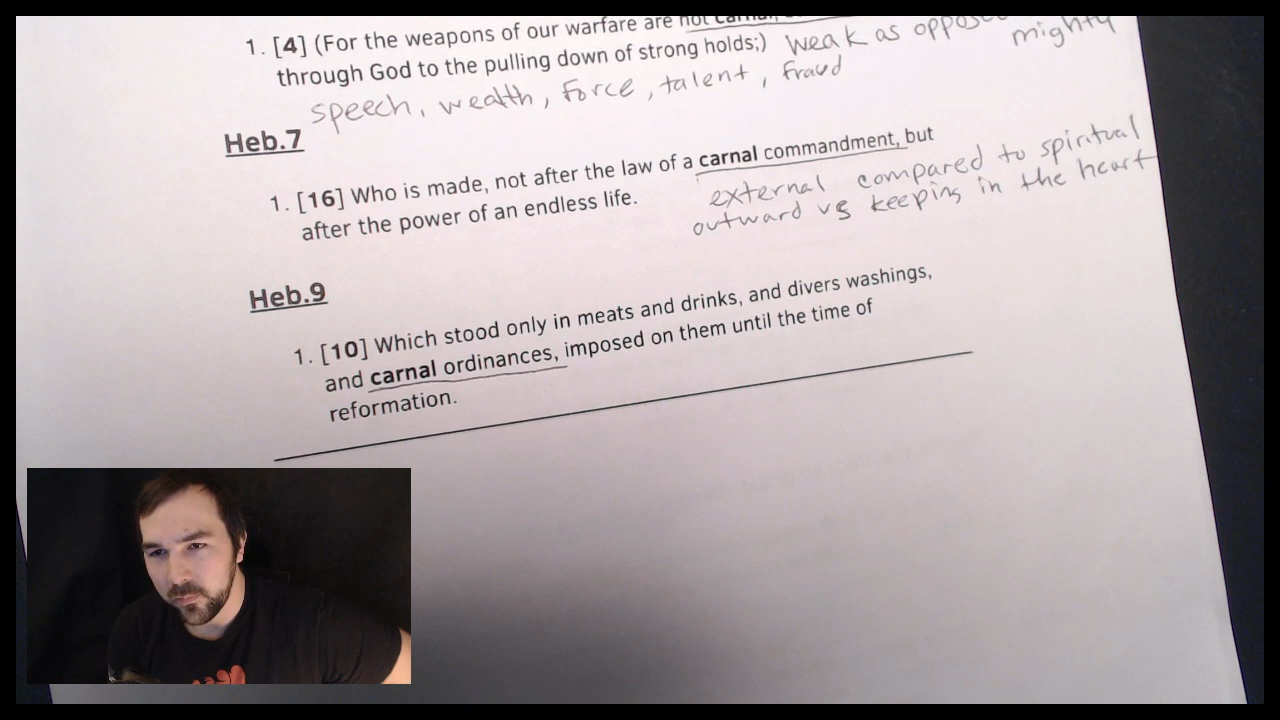 1. [4] (For the weapons of our warfare are not carnal,
through God to the pulling down of strong holds;) weak as opposed
mighty
speech, wealth, force, talent, fraud
Heb.7
1. [16] Who is made, not after the law of a carnal commandment, but
after the power of an endless life.
external compared to spiritual
outward vs keeping in the heart
Heb.9
1. [10] Which stood only in meats and drinks, and divers washings,
and carnal ordinances, imposed on them until the time of
reformation.